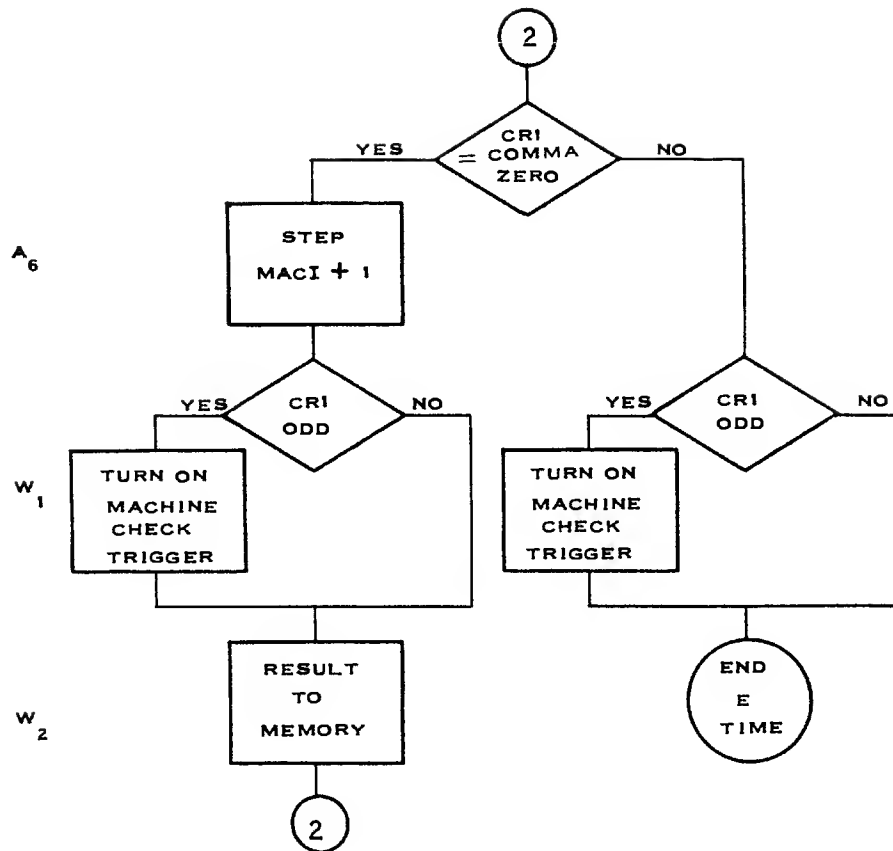 2
CR1
= COMMA
ZERO
YES
NO
STEP
MACI + 1
A6
CR1
ODD
YES
NO
CR1
ODD
YES
NO
TURN ON
MACHINE
CHECK
TRIGGER
W1
TURN ON
MACHINE
CHECK
TRIGGER
RESULT
TO
MEMORY
W2
END
E
TIME
2